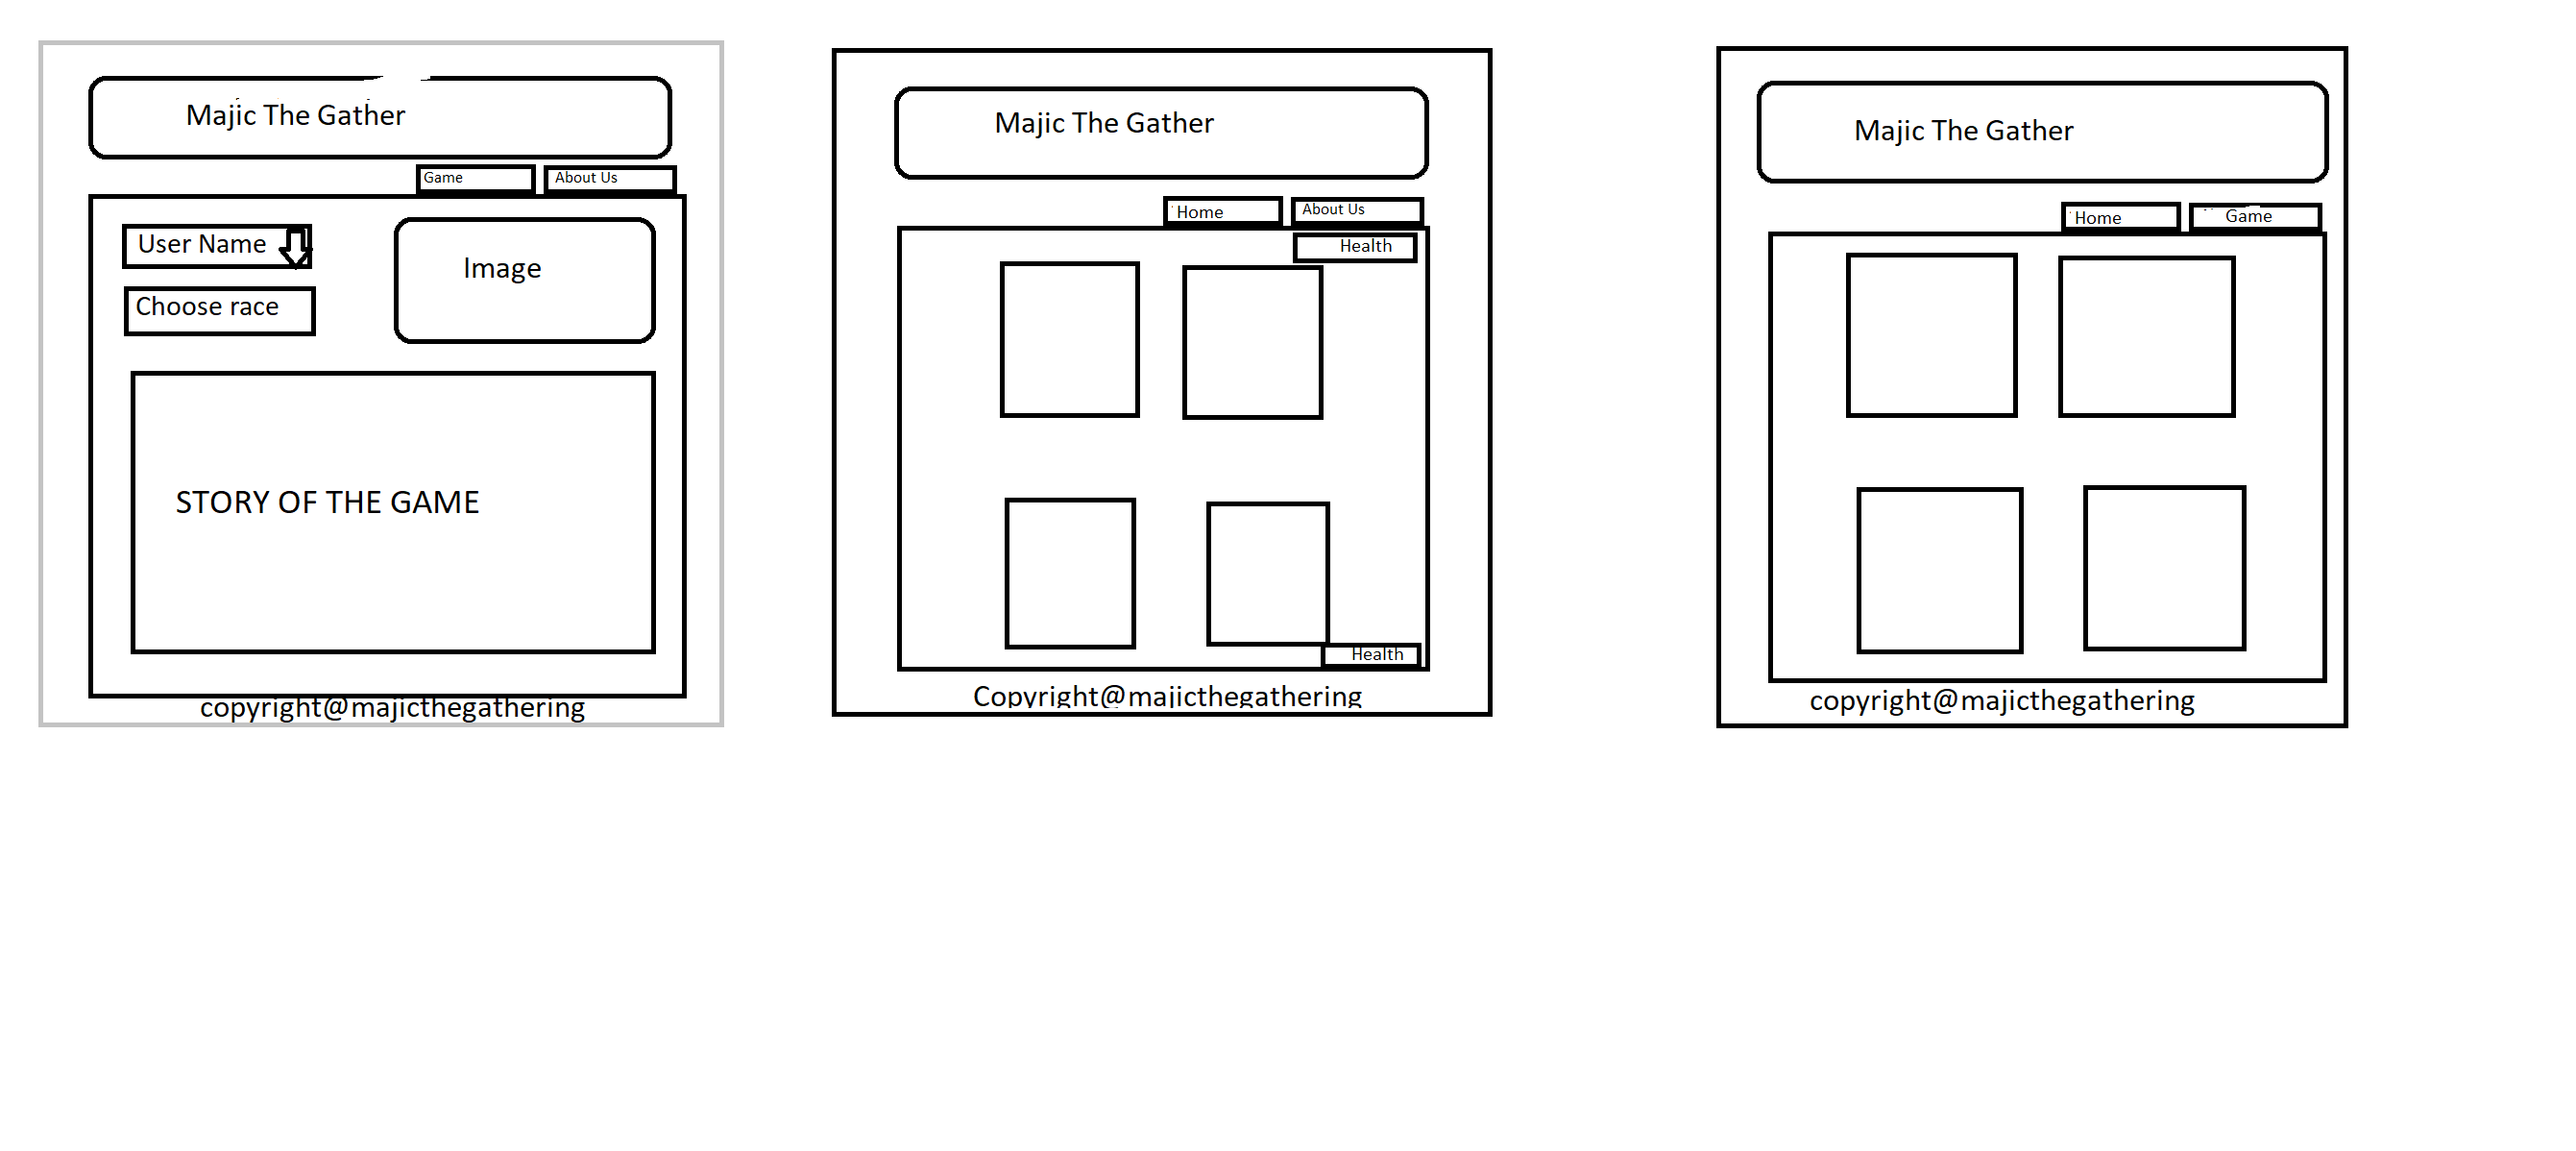 Majic The Gather
Game
About Us
User Name
Image
Choose race
STORY OF THE GAME
copyright@majicthegathering
Majic The Gather
Home
About Us
Health
Health
Copyright@majicthegathering
Majic The Gather
Home
Game
copyright@majicthegathering